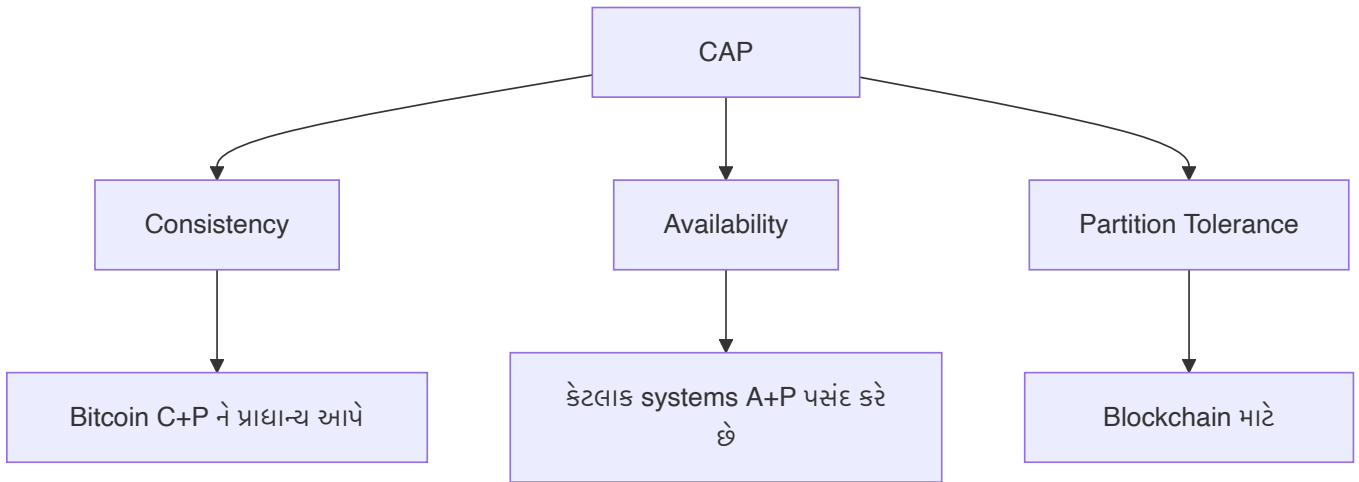 CAP
Consistency
Availability
Partition Tolerance
Bitcoin C+P ને પ્રાધાન્ય આપે
કેટલાક systems A+P પસંદ કરે
છે
Blockchain માટે